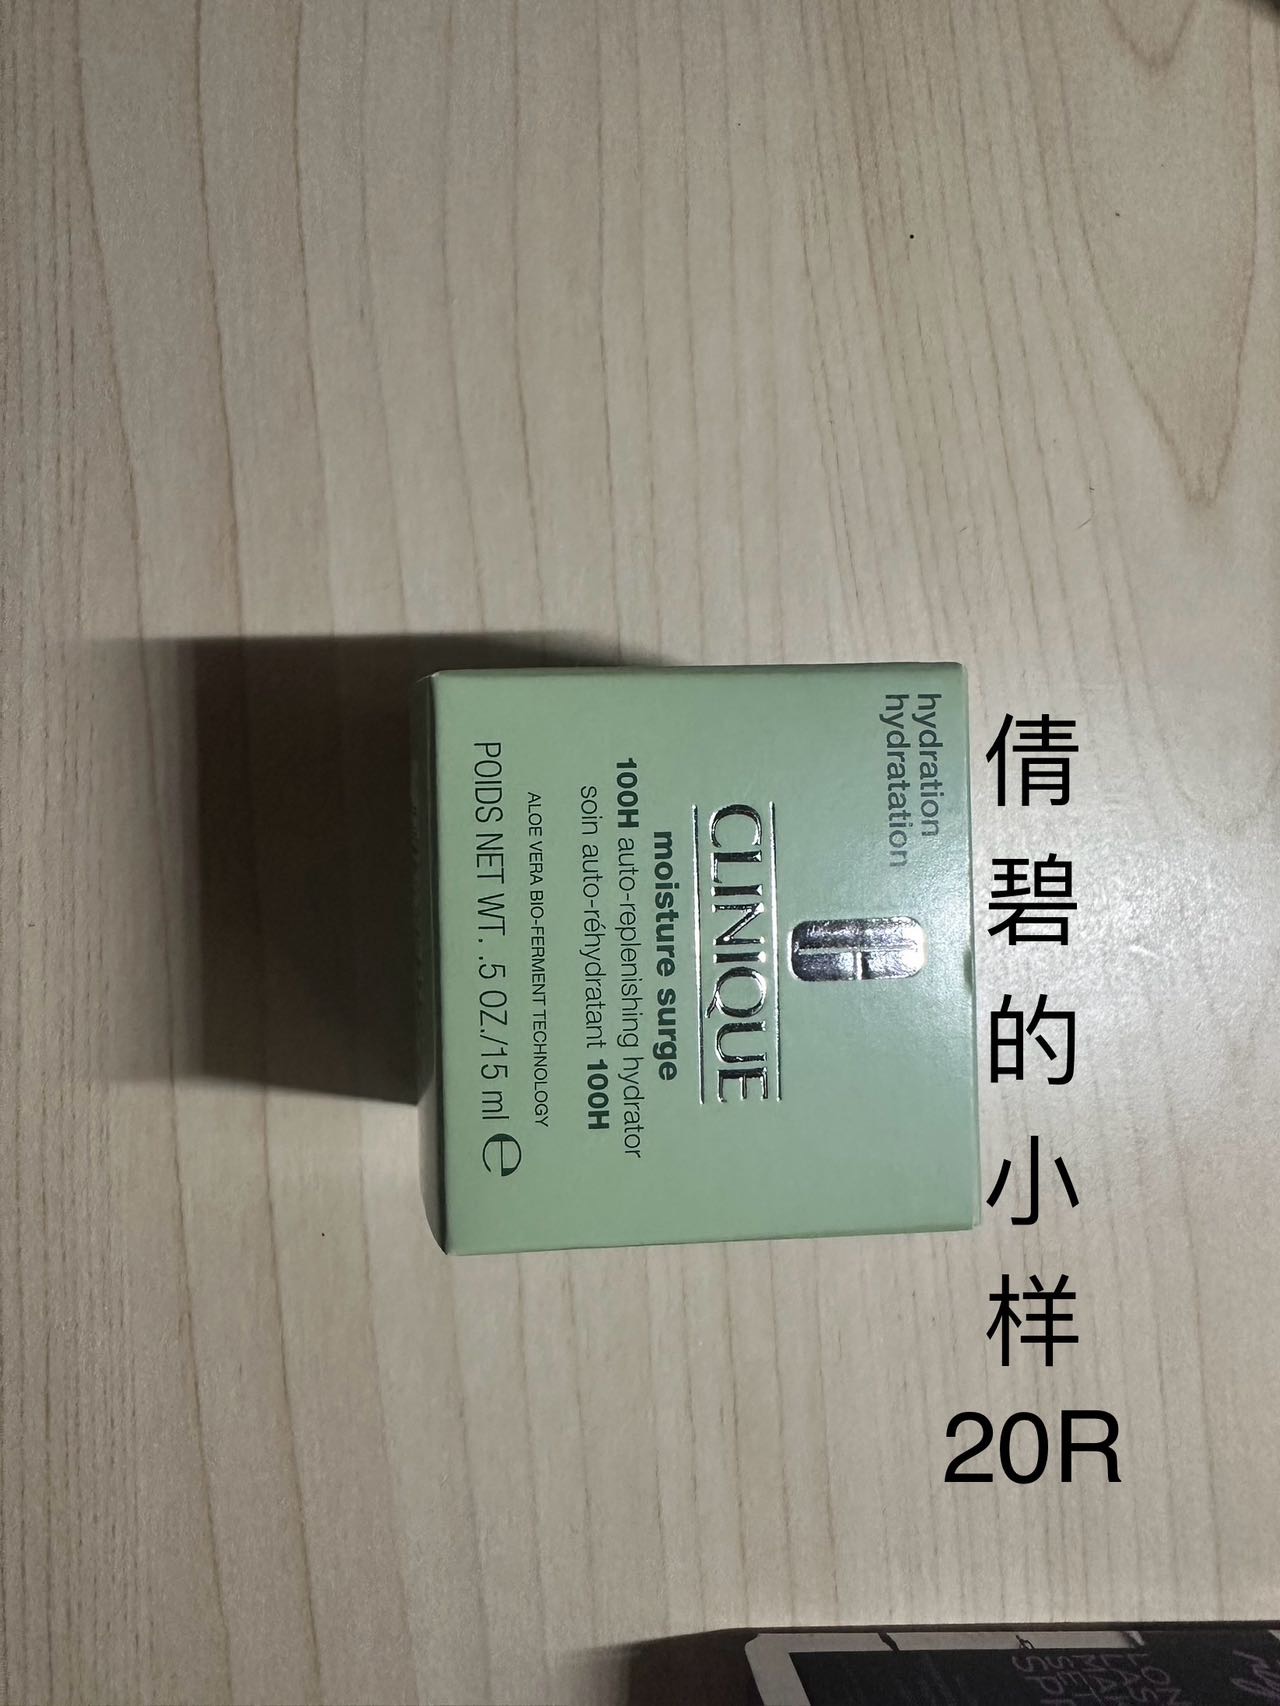 hydration
hydratation
CLINIQUE
moisture surge
100H auto-replenishing hydrator
soin auto-réhydratant 100H
ALOE VERA BIO-FERMENT TECHNOLOGY
POIDS NET WT. .5 OZ./15 ml e
倩碧的小样
20R